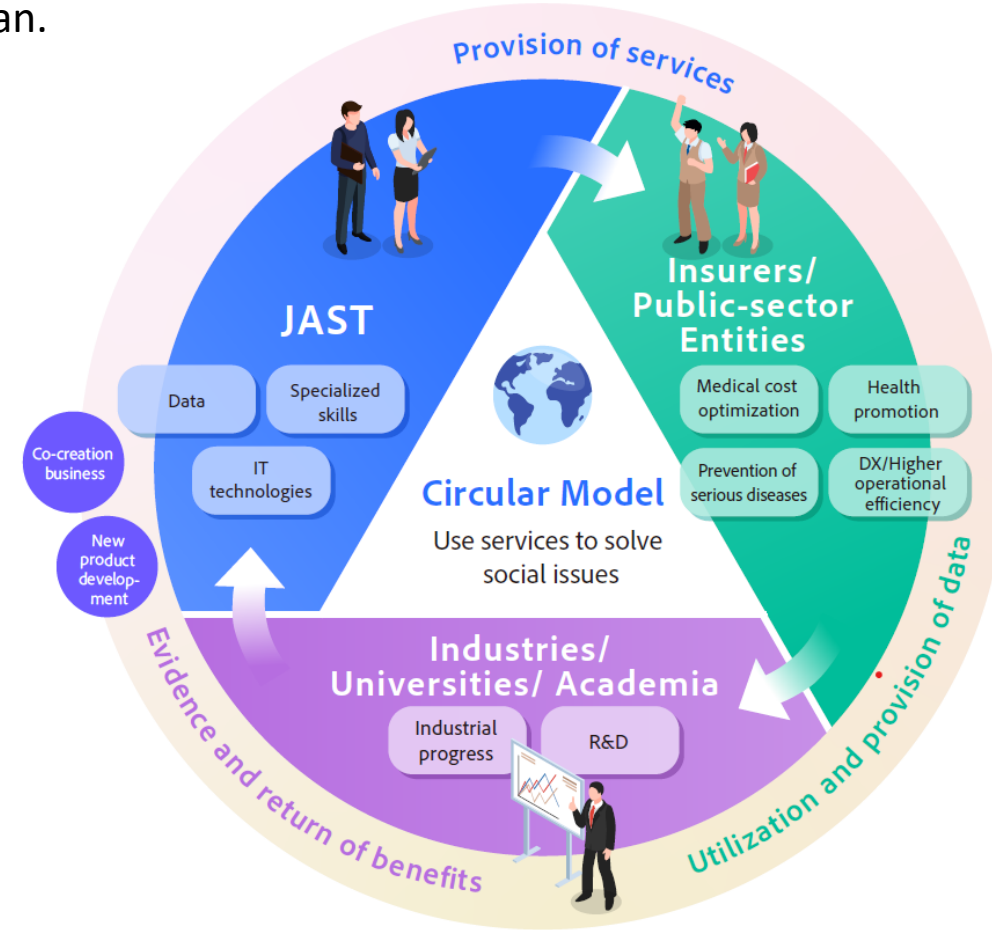 an.
Provision of services
JAST
Data
Specialized
skills
IT
technologies
Co-creation
business
New
product
develop-
ment
Insurers/
Public-sector
Entities
Medical cost
optimization
Health
promotion
Prevention of
serious diseases
DX/Higher
operational
efficiency
Circular Model
Use services to solve
social issues
Utilization and provision of data
Industries/
Universities/ Academia
Industrial
progress
R&D
Evidence and return of benefits